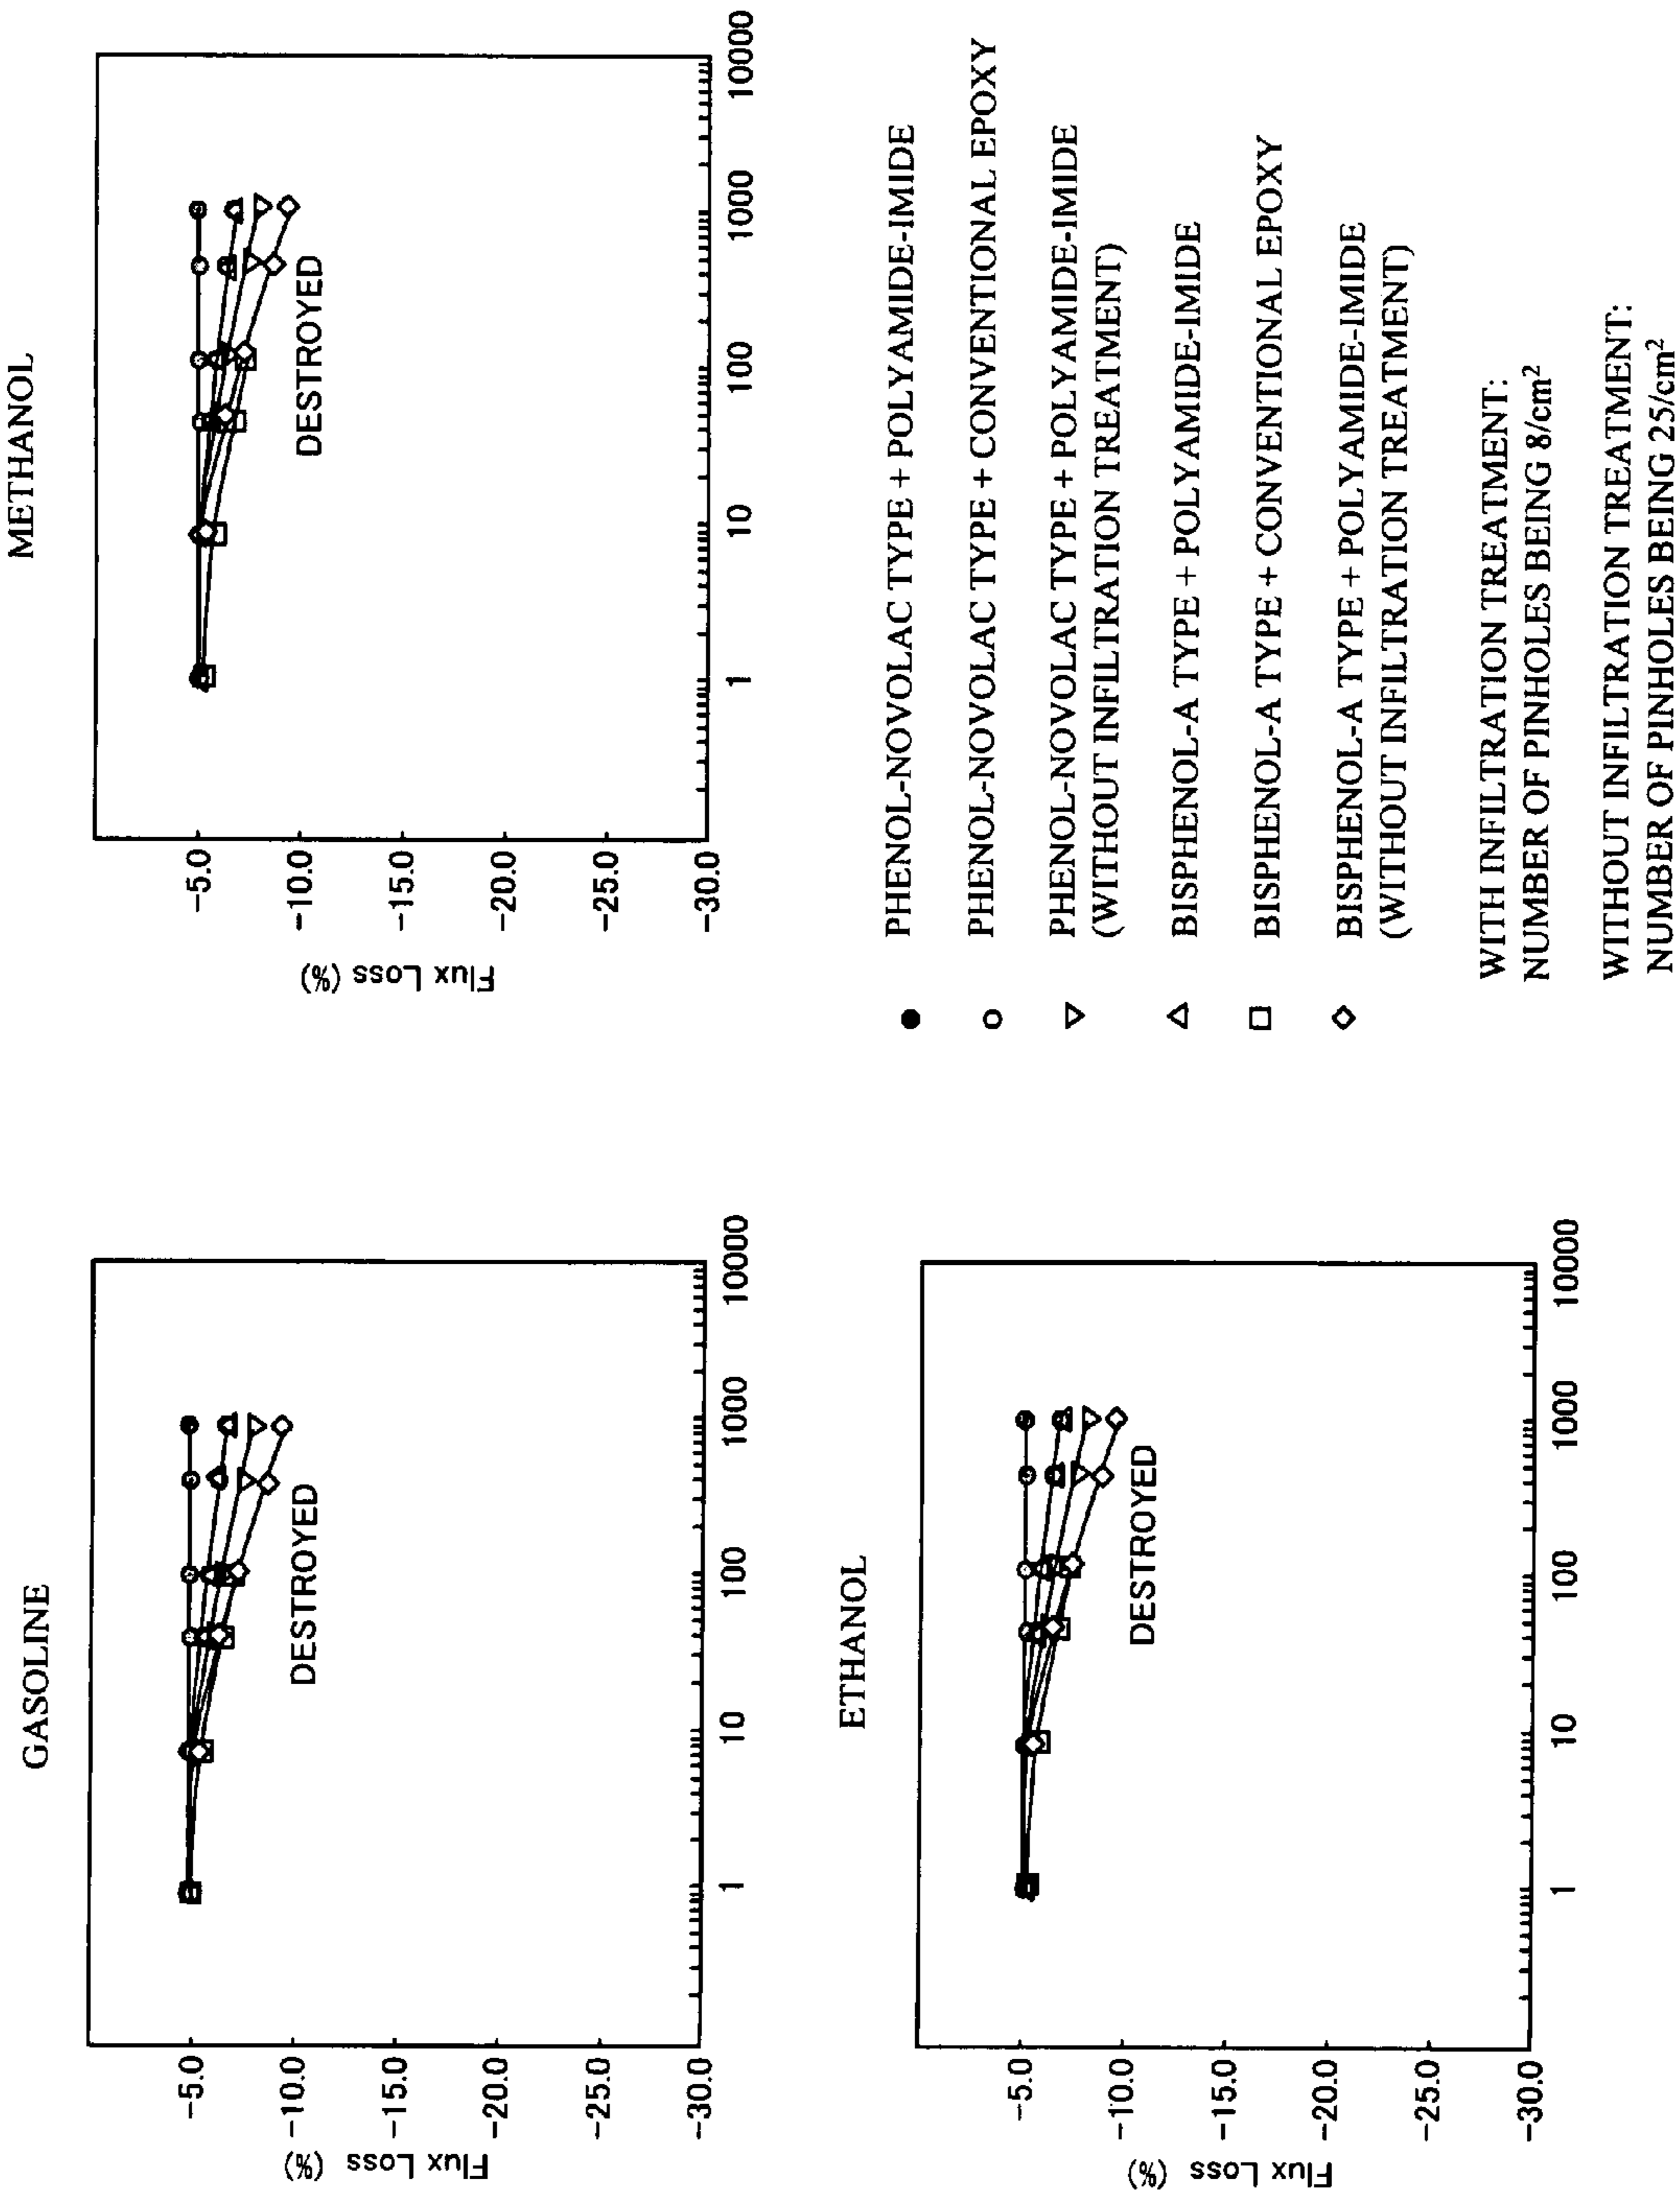 GASOLINE
Flux Loss (%)
−5.0
−10.0
−15.0
−20.0
−25.0
−30.0
DESTROYED
1
10
100
1000
10000
METHANOL
Flux Loss (%)
−5.0
−10.0
−15.0
−20.0
−25.0
−30.0
DESTROYED
1
10
100
1000
10000
ETHANOL
Flux Loss (%)
−5.0
−10.0
−15.0
−20.0
−25.0
−30.0
DESTROYED
1
10
100
1000
10000
PHENOL-NOVOLAC TYPE + POLYAMIDE-IMIDE
PHENOL-NOVOLAC TYPE + CONVENTIONAL EPOXY
PHENOL-NOVOLAC TYPE + POLYAMIDE-IMIDE
(WITHOUT INFILTRATION TREATMENT)
BISPHENOL-A TYPE + POLYAMIDE-IMIDE
BISPHENOL-A TYPE + CONVENTIONAL EPOXY
BISPHENOL-A TYPE + POLYAMIDE-IMIDE
(WITHOUT INFILTRATION TREATMENT)
WITH INFILTRATION TREATMENT:
NUMBER OF PINHOLES BEING 8/cm²
WITHOUT INFILTRATION TREATMENT:
NUMBER OF PINHOLES BEING 25/cm²